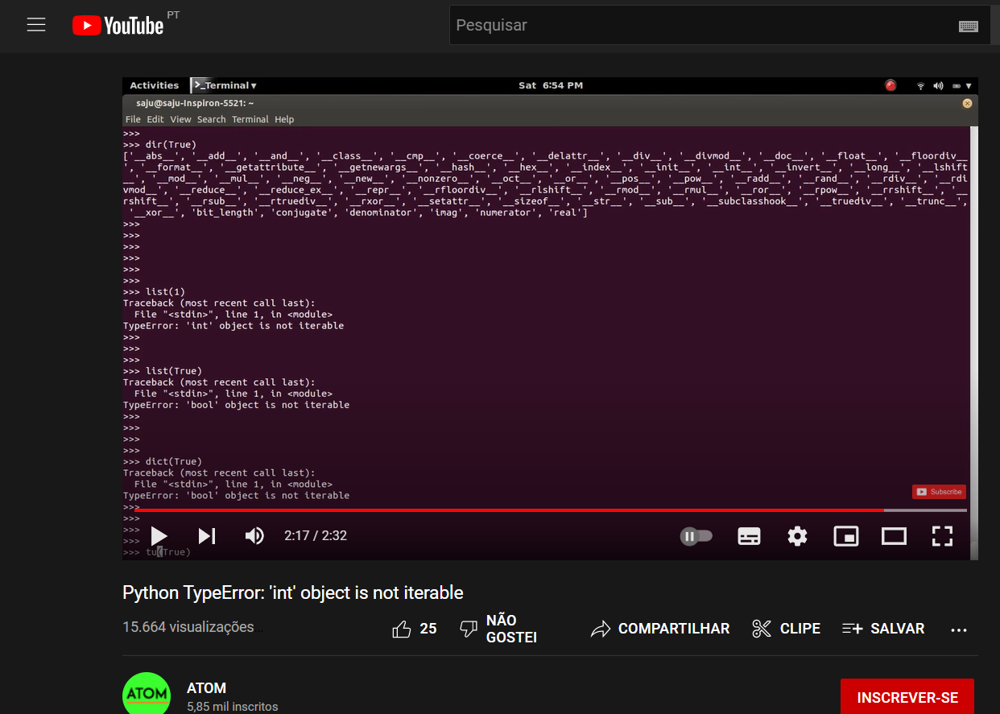 YouTube PT
Pesquisar
Activities >_Terminal ▾ Sat 6:54 PM
saju@saju-Inspiron-5521: ~
File Edit View Search Terminal Help
>>>
>>> dir(True)
['__abs__', '__add__', '__and__', '__class__', '__cmp__', '__coerce__', '__delattr__', '__div__', '__divmod__', '__doc__', '__float__', '__floordiv__
', '__format__', '__getattribute__', '__getnewargs__', '__hash__', '__hex__', '__index__', '__init__', '__int__', '__invert__', '__long__', '__lshift
__', '__mod__', '__mul__', '__neg__', '__new__', '__nonzero__', '__oct__', '__or__', '__pos__', '__pow__', '__radd__', '__rand__', '__rdiv__', '__rdi
vmod__', '__reduce__', '__reduce_ex__', '__repr__', '__rfloordiv__', '__rlshift__', '__rmod__', '__rmul__', '__ror__', '__rpow__', '__rrshift__', '__
rshift__', '__rsub__', '__rtruediv__', '__rxor__', '__setattr__', '__sizeof__', '__str__', '__sub__', '__subclasshook__', '__truediv__', '__trunc__',
'__xor__', 'bit_length', 'conjugate', 'denominator', 'imag', 'numerator', 'real']
>>>
>>>
>>>
>>>
>>>
>>>
>>> list(1)
Traceback (most recent call last):
File "<stdin>", line 1, in <module>
TypeError: 'int' object is not iterable
>>>
>>>
>>>
>>> list(True)
Traceback (most recent call last):
File "<stdin>", line 1, in <module>
TypeError: 'bool' object is not iterable
>>>
>>>
>>>
>>>
>>> dict(True)
Traceback (most recent call last):
File "<stdin>", line 1, in <module>
TypeError: 'bool' object is not iterable
Subscribe
>>>
>>>
>>>
2:17 / 2:32
>>>
>>> tu(True)
Python TypeError: 'int' object is not iterable
15.664 visualizações 25 NÃO GOSTEI COMPARTILHAR CLIPE SALVAR ...
ATOM ATOM
5,85 mil inscritos
INSCREVER-SE